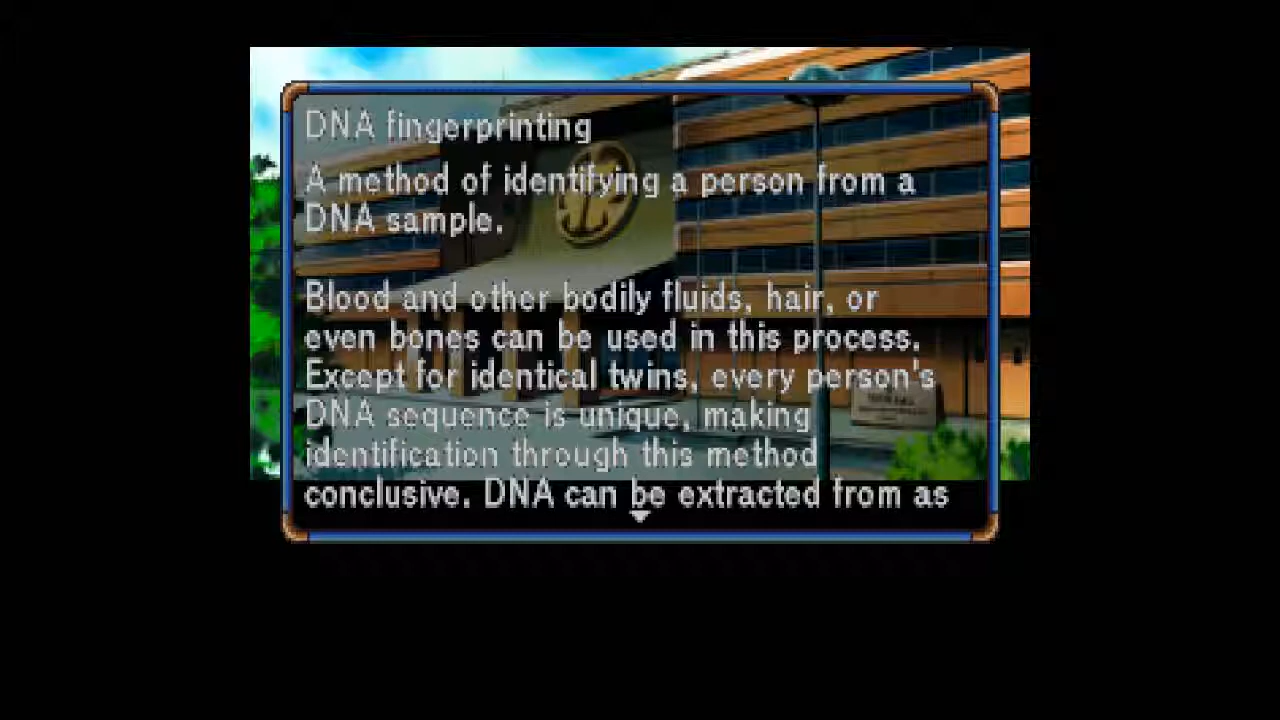 DNA fingerprinting
A method of identifying a person from a
DNA sample.
Blood and other bodily fluids, hair, or
even bones can be used in this process.
Except for identical twins, every person's
DNA sequence is unique, making
identification through this method
conclusive. DNA can be extracted from as